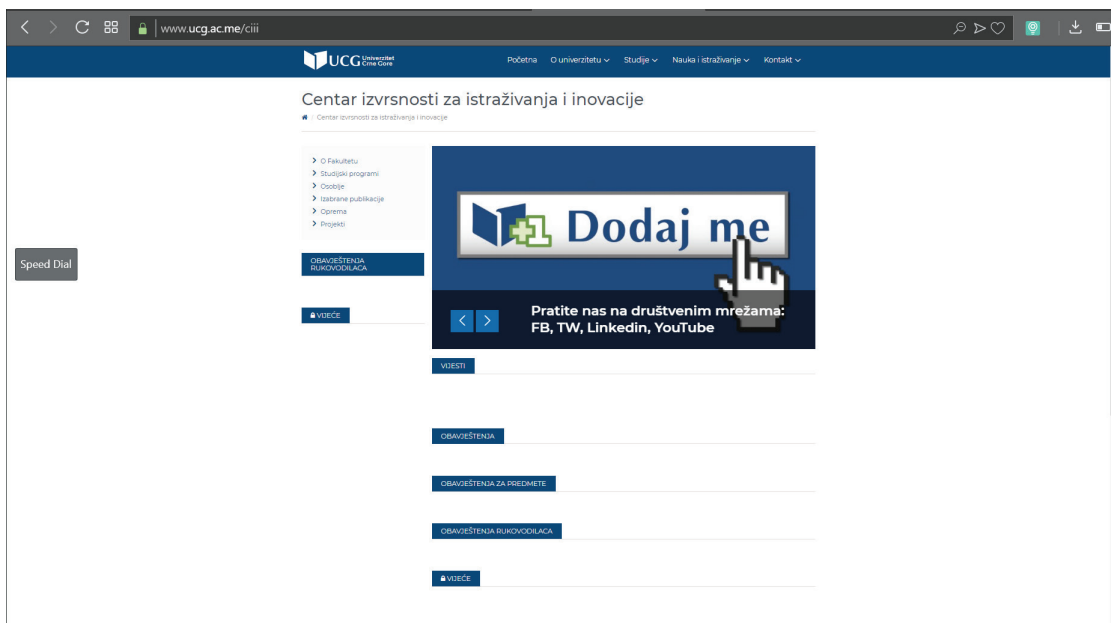 www.ucg.ac.me/ciii
UCG Univerzitet
Crne Gore
Početna O univerzitetu Studije Nauka i istraživanje Kontakt
Centar izvrsnosti za istraživanja i inovacije
Centar izvrsnosti za istraživanja i inovacije
O Fakultetu
Studijski programi
Osoblje
Izabrane publikacije
Oprema
Projekti
OBAVJEŠTENJA
RUKOVODILACA
VIJEĆE
Speed Dial
+1 Dodaj me
Pratite nas na društvenim mrežama:
FB, TW, Linkedin, YouTube
VIJESTI
OBAVJEŠTENJA
OBAVJEŠTENJA ZA PREDMETE
OBAVJEŠTENJA RUKOVODILACA
VIJEĆE